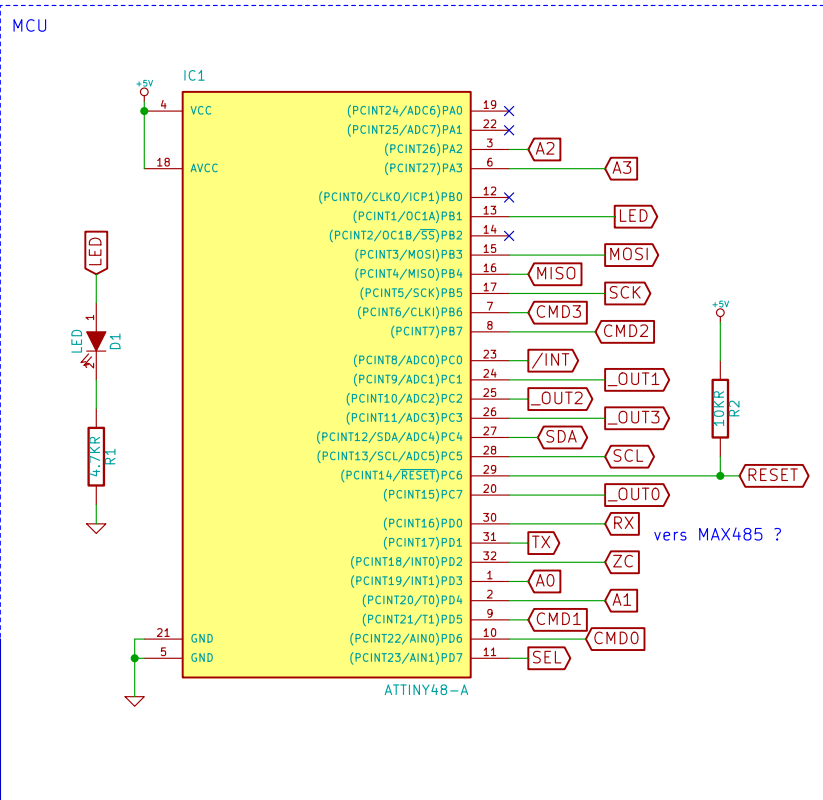 MCU
IC1
+5V
4 VCC
(PCINT24/ADC6)PA0 19
(PCINT25/ADC7)PA1 22
(PCINT26)PA2 3 A2
18 AVCC
(PCINT27)PA3 6 A3
(PCINT0/CLKO/ICP1)PB0 12
(PCINT1/OC1A)PB1 13 LED
(PCINT2/OC1B/SS)PB2 14
(PCINT3/MOSI)PB3 15 MOSI
(PCINT4/MISO)PB4 16 MISO
(PCINT5/SCK)PB5 17 SCK
(PCINT6/CLKI)PB6 7 CMD3
(PCINT7)PB7 8 CMD2
(PCINT8/ADC0)PC0 23 /INT
(PCINT9/ADC1)PC1 24 _OUT1
(PCINT10/ADC2)PC2 25 _OUT2
(PCINT11/ADC3)PC3 26 _OUT3
(PCINT12/SDA/ADC4)PC4 27 SDA
(PCINT13/SCL/ADC5)PC5 28 SCL
(PCINT14/RESET)PC6 29 RESET
(PCINT15)PC7 20 _OUT0
(PCINT16)PD0 30 RX
(PCINT17)PD1 31 TX
(PCINT18/INT0)PD2 32 ZC
(PCINT19/INT1)PD3 1 A0
(PCINT20/T0)PD4 2 A1
(PCINT21/T1)PD5 9 CMD1
21 GND
(PCINT22/AIN0)PD6 10 CMD0
5 GND
(PCINT23/AIN1)PD7 11 SEL
ATTINY48-A
LED
1
LED
D1
2
4.7KR
R1
+5V
10KR
R2
vers MAX485 ?